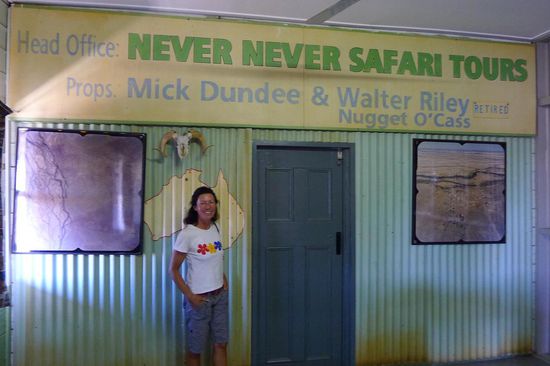 Head Office: NEVER NEVER SAFARI TOURS
Props. Mick Dundee & Walter Riley RETIRED
Nugget O'Cass